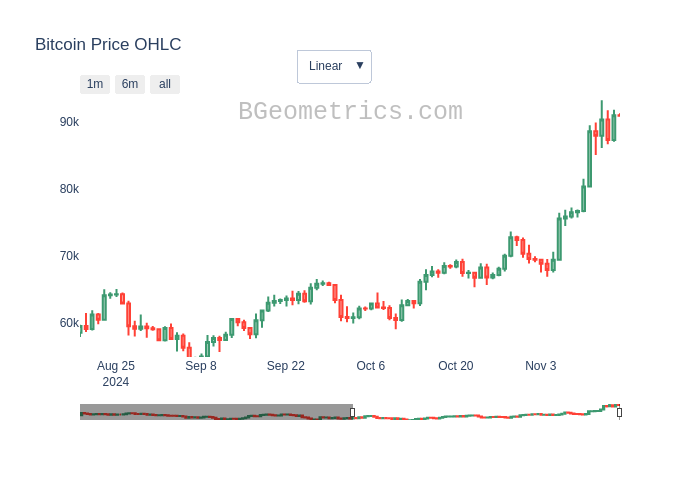 Bitcoin Price OHLC
Linear ▼
1m 6m all
BGeometrics.com
90k
80k
70k
60k
Aug 25 Sep 8 Sep 22 Oct 6 Oct 20 Nov 3
2024